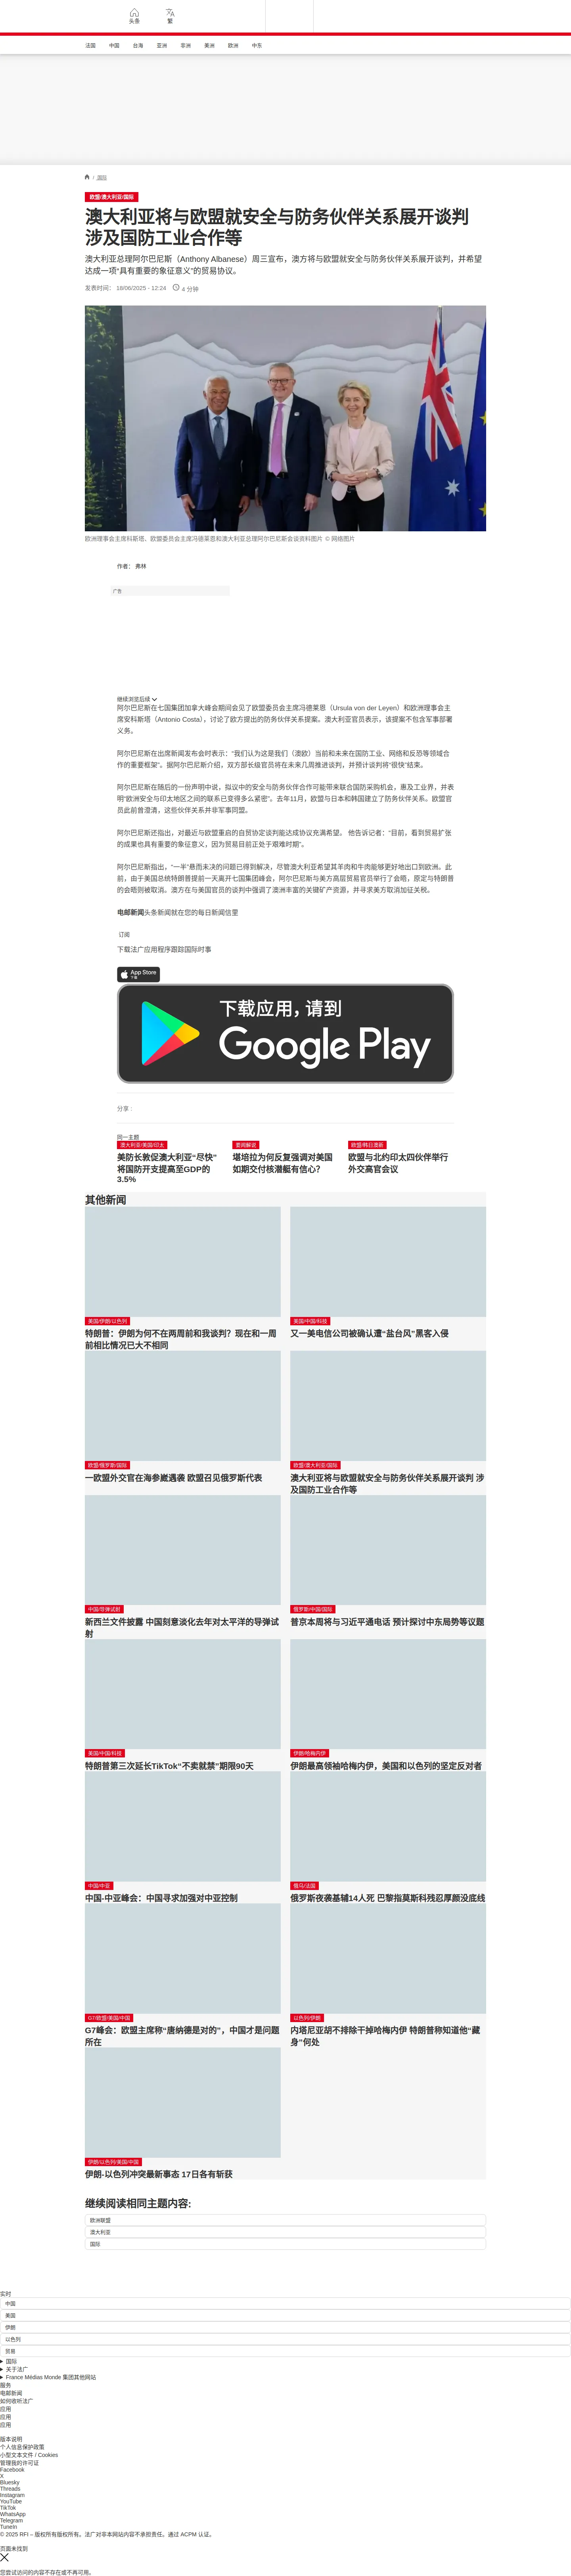 头条
繁
法国
中国
台海
亚洲
非洲
美洲
欧洲
中东
/ 国际
欧盟/澳大利亚/国际
澳大利亚将与欧盟就安全与防务伙伴关系展开谈判
涉及国防工业合作等
澳大利亚总理阿尔巴尼斯（Anthony Albanese）周三宣布，澳方将与欧盟就安全与防务伙伴关系展开谈判，并希望
达成一项“具有重要的象征意义”的贸易协议。
发表时间： 18/06/2025 - 12:24
4 分钟
欧洲理事会主席科斯塔、欧盟委员会主席冯德莱恩和澳大利亚总理阿尔巴尼斯会谈资料图片 © 网络图片
作者： 弗林
广告
继续浏览后续
阿尔巴尼斯在七国集团加拿大峰会期间会见了欧盟委员会主席冯德莱恩（Ursula von der Leyen）和欧洲理事会主
席安科斯塔（Antonio Costa），讨论了欧方提出的防务伙伴关系提案。澳大利亚官员表示，该提案不包含军事部署
义务。
阿尔巴尼斯在出席新闻发布会时表示：“我们认为这是我们（澳欧）当前和未来在国防工业、网络和反恐等领域合
作的重要框架”。据阿尔巴尼斯介绍，双方部长级官员将在未来几周推进谈判，并预计谈判将“很快”结束。
阿尔巴尼斯在随后的一份声明中说，拟议中的安全与防务伙伴合作可能带来联合国防采购机会，惠及工业界，并表
明“欧洲安全与印太地区之间的联系已变得多么紧密”。去年11月，欧盟与日本和韩国建立了防务伙伴关系。欧盟官
员此前曾澄清，这些伙伴关系并非军事同盟。
阿尔巴尼斯还指出，对最近与欧盟重启的自贸协定谈判能达成协议充满希望。 他告诉记者：“目前，看到贸易扩张
的成果也具有重要的象征意义，因为贸易目前正处于艰难时期”。
阿尔巴尼斯指出，“一半”悬而未决的问题已得到解决，尽管澳大利亚希望其羊肉和牛肉能够更好地出口到欧洲。此
前，由于美国总统特朗普提前一天离开七国集团峰会，阿尔巴尼斯与美方高层贸易官员举行了会晤，原定与特朗普
的会晤则被取消。澳方在与美国官员的谈判中强调了澳洲丰富的关键矿产资源，并寻求美方取消加征关税。
电邮新闻头条新闻就在您的每日新闻信里
订阅
下载法广应用程序跟踪国际时事
App Store
下载
下载应用，请到
Google Play
分享 :
同一主题
澳大利亚/美国/印太
美防长敦促澳大利亚“尽快”
将国防开支提高至GDP的
3.5%
要闻解说
堪培拉为何反复强调对美国
如期交付核潜艇有信心？
欧盟/韩日澳新
欧盟与北约印太四伙伴举行
外交高官会议
其他新闻
美国/伊朗/以色列
特朗普：伊朗为何不在两周前和我谈判？现在和一周
前相比情况已大不相同
美国/中国/科技
又一美电信公司被确认遭“盐台风”黑客入侵
欧盟/俄罗斯/国际
一欧盟外交官在海参崴遇袭 欧盟召见俄罗斯代表
欧盟/澳大利亚/国际
澳大利亚将与欧盟就安全与防务伙伴关系展开谈判 涉
及国防工业合作等
中国/导弹试射
新西兰文件披露 中国刻意淡化去年对太平洋的导弹试
射
俄罗斯/中国/国际
普京本周将与习近平通电话 预计探讨中东局势等议题
美国/中国/科技
特朗普第三次延长TikTok“不卖就禁”期限90天
伊朗/哈梅内伊
伊朗最高领袖哈梅内伊，美国和以色列的坚定反对者
中国/中亚
中国-中亚峰会：中国寻求加强对中亚控制
俄乌/法国
俄罗斯夜袭基辅14人死 巴黎指莫斯科残忍厚颜没底线
G7/欧盟/美国/中国
G7峰会：欧盟主席称“唐纳德是对的”，中国才是问题
所在
以色列/伊朗
内塔尼亚胡不排除干掉哈梅内伊 特朗普称知道他“藏
身”何处
伊朗/以色列/美国/中国
伊朗-以色列冲突最新事态 17日各有斩获
继续阅读相同主题内容:
欧洲联盟
澳大利亚
国际
实时
中国
美国
伊朗
以色列
贸易
国际
关于法广
France Médias Monde 集团其他网站
服务
电邮新闻
如何收听法广
应用
应用
应用
版本说明
个人信息保护政策
小型文本文件 / Cookies
管理我的许可证
Facebook
X
Bluesky
Threads
Instagram
YouTube
TikTok
WhatsApp
Telegram
TuneIn
© 2025 RFI – 版权所有版权所有。法广对非本网站内容不承担责任。通过 ACPM 认证。
页面未找到
您尝试访问的内容不存在或不再可用。